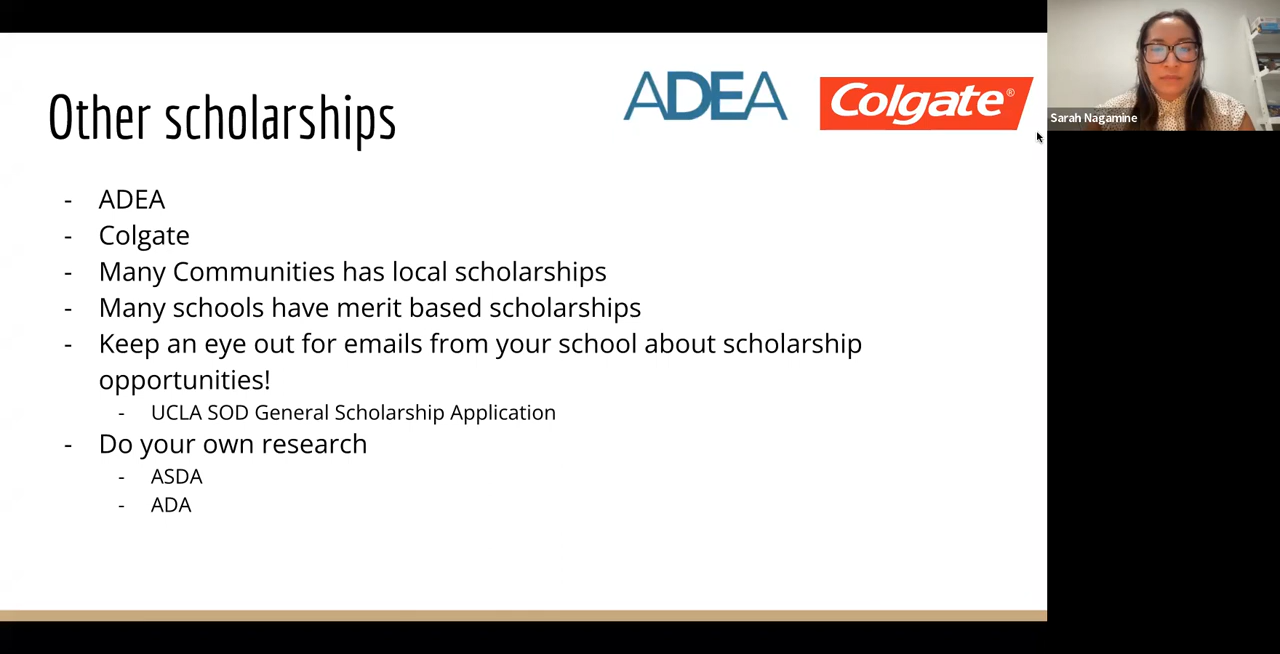 Other scholarships
ADEA
Colgate®
Sarah Nagamine
- ADEA
- Colgate
- Many Communities has local scholarships
- Many schools have merit based scholarships
- Keep an eye out for emails from your school about scholarship
opportunities!
- UCLA SOD General Scholarship Application
- Do your own research
- ASDA
- ADA